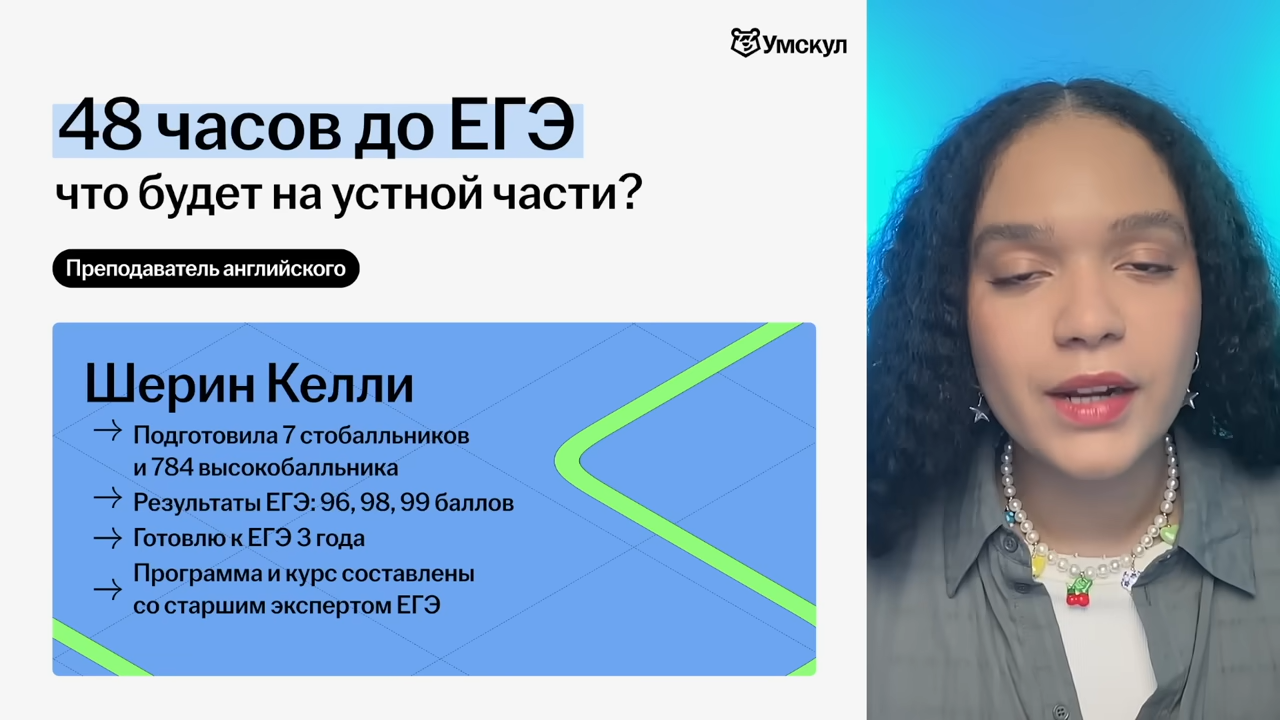 Умскул
48 часов до ЕГЭ
что будет на устной части?
Преподаватель английского
Шерин Келли
→ Подготовила 7 стобалльников
и 784 высокобалльника
→ Результаты ЕГЭ: 96, 98, 99 баллов
→ Готовлю к ЕГЭ 3 года
→ Программа и курс составлены
со старшим экспертом ЕГЭ